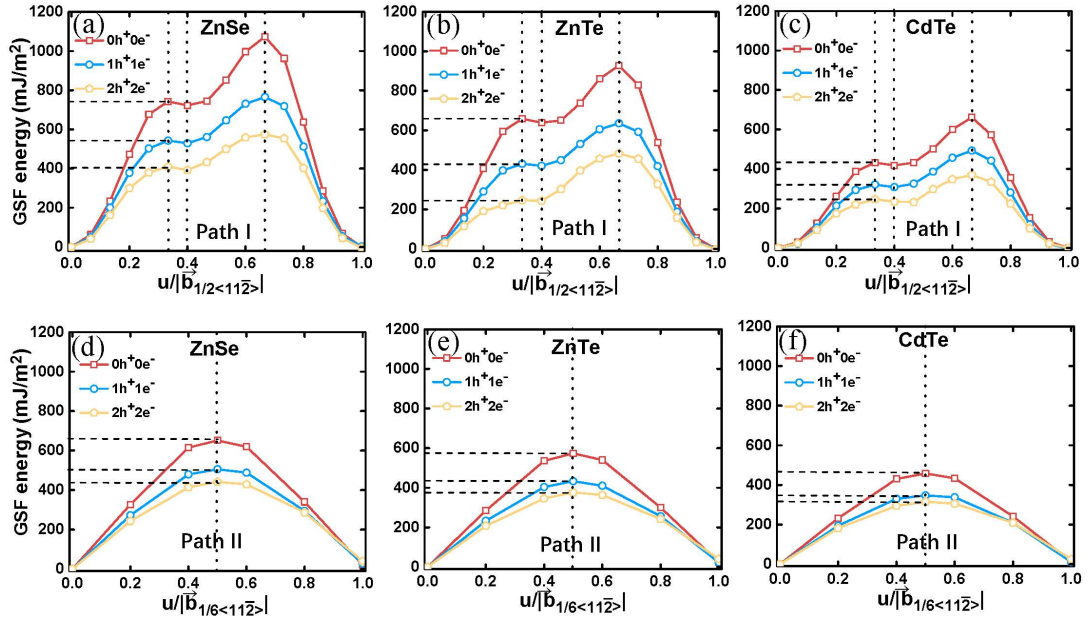 (a) ZnSe
0h⁺0e⁻
1h⁺1e⁻
2h⁺2e⁻
Path I
GSF energy (mJ/m²)
1200
1000
800
600
400
200
0
0.0 0.2 0.4 0.6 0.8 1.0
u/|b⃗1/2<112̄>|
(b) ZnTe
0h⁺0e⁻
1h⁺1e⁻
2h⁺2e⁻
Path I
1200
1000
800
600
400
200
0
0.0 0.2 0.4 0.6 0.8 1.0
u/|b⃗1/2<112̄>|
(c) CdTe
0h⁺0e⁻
1h⁺1e⁻
2h⁺2e⁻
Path I
1200
1000
800
600
400
200
0
0.0 0.2 0.4 0.6 0.8 1.0
u/|b⃗1/2<112̄>|
(d) ZnSe
0h⁺0e⁻
1h⁺1e⁻
2h⁺2e⁻
Path II
GSF energy (mJ/m²)
1200
1000
800
600
400
200
0
0.0 0.2 0.4 0.6 0.8 1.0
u/|b⃗1/6<112̄>|
(e) ZnTe
0h⁺0e⁻
1h⁺1e⁻
2h⁺2e⁻
Path II
1200
1000
800
600
400
200
0
0.0 0.2 0.4 0.6 0.8 1.0
u/|b⃗1/6<112̄>|
(f) CdTe
0h⁺0e⁻
1h⁺1e⁻
2h⁺2e⁻
Path II
1200
1000
800
600
400
200
0
0.0 0.2 0.4 0.6 0.8 1.0
u/|b⃗1/6<112̄>|